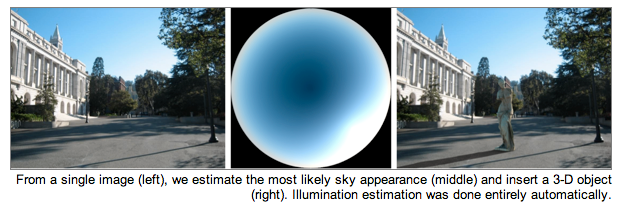 From a single image (left), we estimate the most likely sky appearance (middle) and insert a 3-D object
(right). Illumination estimation was done entirely automatically.